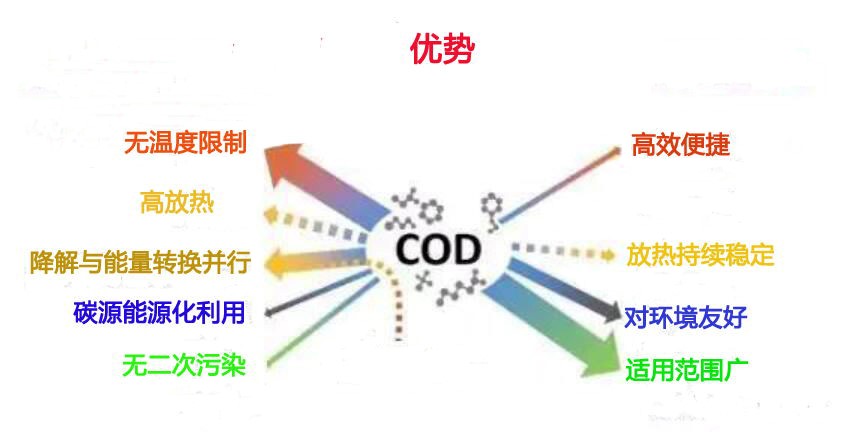 优势
无温度限制
高放热
降解与能量转换并行
碳源能源化利用
无二次污染
COD
高效便捷
放热持续稳定
对环境友好
适用范围广